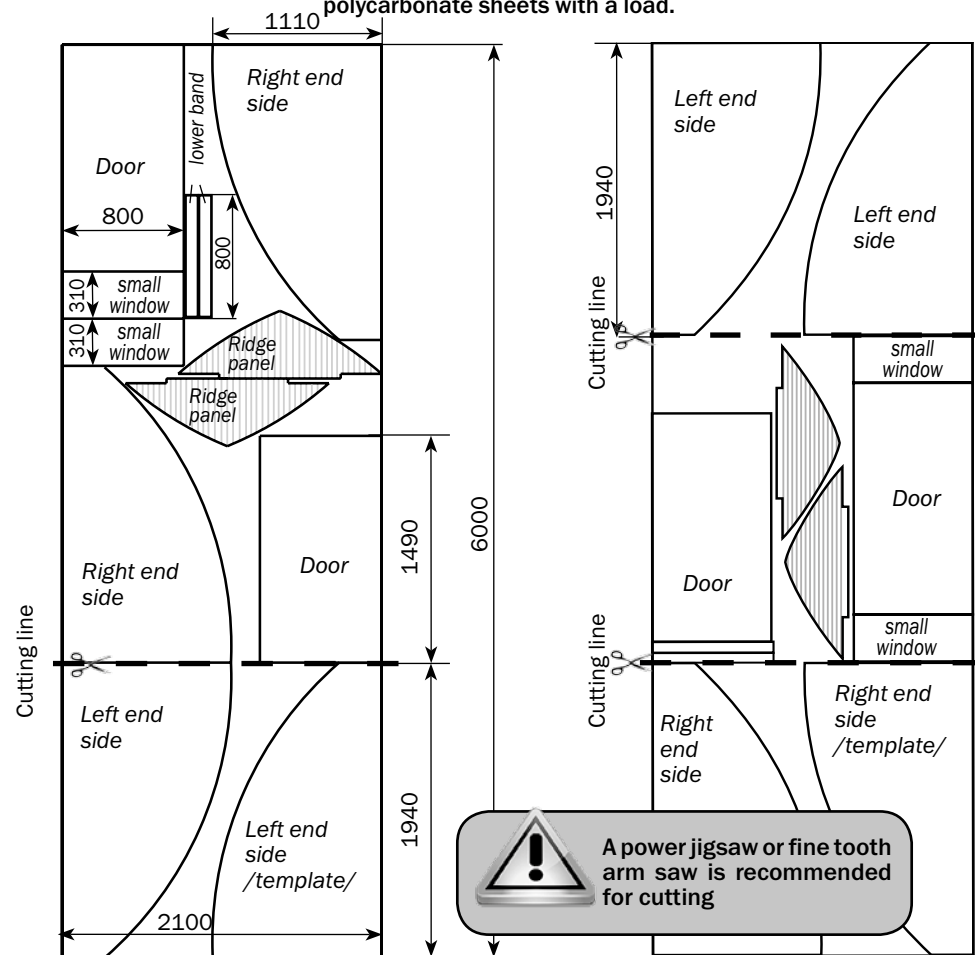 polycarbonate sheets with a load.
1110
Right end
side
lower band
Door
800
800
310
small
window
310
small
window
Ridge
panel
Ridge
panel
1490
6000
Door
Right end
side
Cutting line
Left end
side
1940
Left end
side
/template/
2100
Left end
side
1940
Left end
side
Cutting line
small
window
Door
Door
small
window
Cutting line
Right
end
side
Right end
side
/template/
A power jigsaw or fine tooth
arm saw is recommended
for cutting